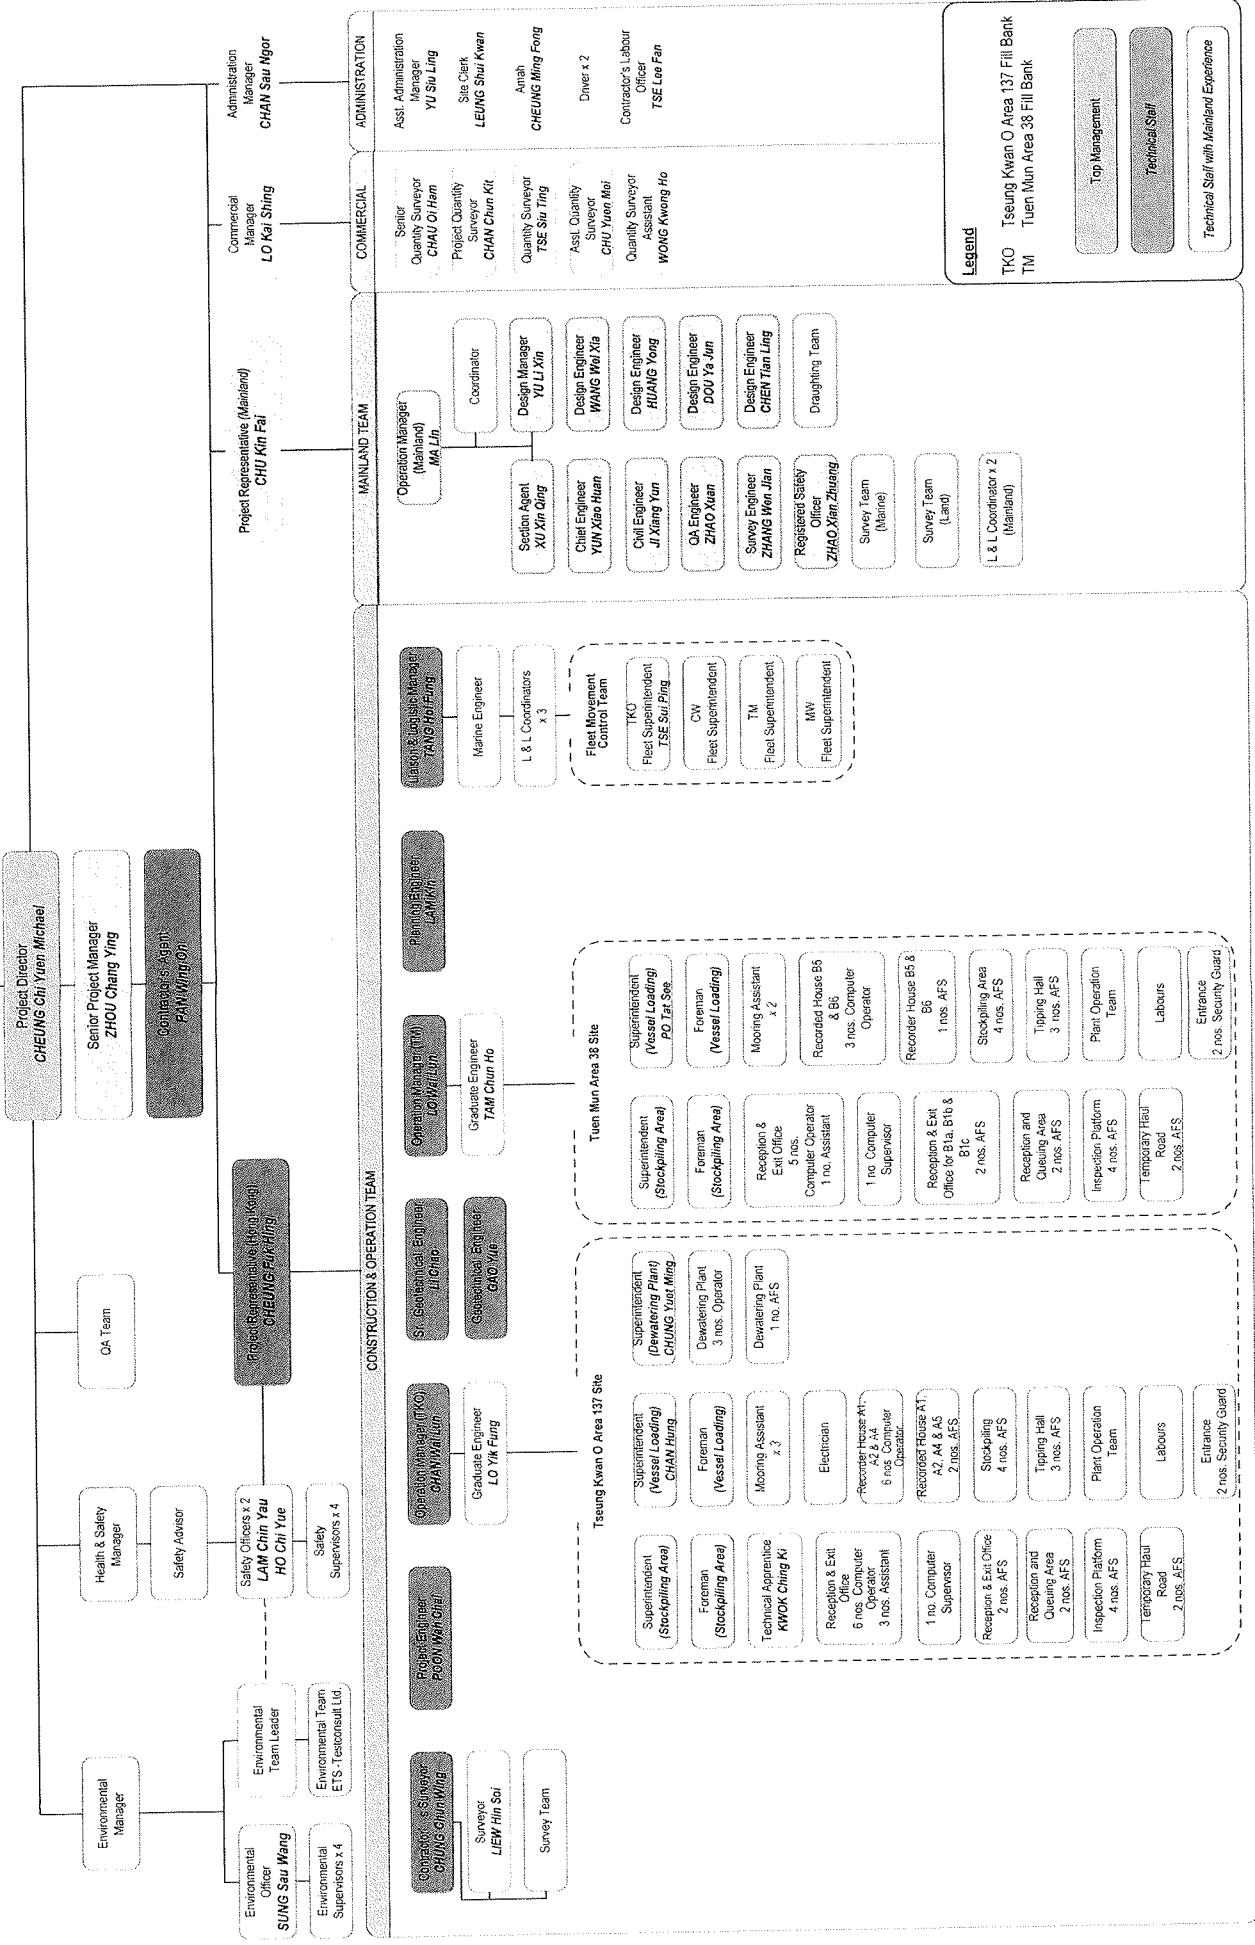 Project Director
CHEUNG Chi Yuen Michael
Senior Project Manager
ZHOU Chang Ying
Contractor's Agent
PAN Wing On
Environmental
Manager
Health & Safety
Manager
QA Team
Safety Advisor
Environmental
Officer
SUNG Sau Wang
Environmental
Supervisors x 4
Environmental
Team Leader
Environmental Team
ETS -Testconsult Ltd.
Safety Officers x 2
LAM Chin Yau
HO Chi Yue
Safety
Supervisors x 4
Project Representative (Hong Kong)
CHEUNG Fuk Hing
Project Representative (Mainland)
CHU Kin Fai
Commercial
Manager
LO Kai Shing
Administration
Manager
CHAN Sau Ngor
CONSTRUCTION & OPERATION TEAM
Contractor's Surveyor
CHUNG Chun Wing
Surveyor
LIEW Hin Soi
Survey Team
Project Engineer
POON Wah Chai
Operation Manager (TKO)
CHAN Wai Lun
Graduate Engineer
LO Yik Fung
Sr. Geotechnical Engineer
LI Chao
Geotechnical Engineer
GAO Yue
Operation Manager (TM)
LO Wai Lun
Graduate Engineer
TAM Chun Ho
Planning Engineer
LAM Kin
Liaison & Logistic Manager
TANG Hoi Fung
Marine Engineer
L & L Coordinators
x 3
Fleet Movement
Control Team
TKO
Fleet Superintendent
TSE Sui Ping
CW
Fleet Superintendent
TM
Fleet Superintendent
MW
Fleet Superintendent
Tseung Kwan O Area 137 Site
Superintendent
(Stockpiling Area)
Foreman
(Stockpiling Area)
Technical Apprentice
KWOK Ching Ki
Reception & Exit
Office
6 nos. Computer
Operator
3 nos. Assistant
1 no. Computer
Supervisor
Reception & Exit Office
2 nos. AFS
Reception and
Queuing Area
2 nos. AFS
Inspection Platform
4 nos. AFS
Temporary Haul
Road
2 nos. AFS
Superintendent
(Vessel Loading)
CHAN Hung
Foreman
(Vessel Loading)
Mooring Assistant
x 3
Electrician
Recorder House A1,
A2 & A4
6 nos. Computer
Operator
Recorded House A1,
A2, A4 & A5
2 nos. AFS
Stockpiling
4 nos. AFS
Tipping Hall
3 nos. AFS
Plant Operation
Team
Labours
Entrance
2 nos. Security Guard
Superintendent
(Dewatering Plant)
CHUNG Yuet Ming
Dewatering Plant
3 nos. Operator
Dewatering Plant
1 no. AFS
Tuen Mun Area 38 Site
Superintendent
(Stockpiling Area)
Foreman
(Stockpiling Area)
Reception &
Exit Office
5 nos.
Computer Operator
1 no. Assistant
1 no. Computer
Supervisor
Reception & Exit
Office for B1a, B1b &
B1c
2 nos. AFS
Reception and
Queuing Area
2 nos. AFS
Inspection Platform
4 nos. AFS
Temporary Haul
Road
2 nos. AFS
Superintendent
(Vessel Loading)
PO Tat See
Foreman
(Vessel Loading)
Mooring Assistant
x 2
Recorded House B5
& B6
3 nos. Computer
Operator
Recorder House B5 &
B6
1 nos. AFS
Stockpiling Area
4 nos. AFS
Tipping Hall
3 nos. AFS
Plant Operation
Team
Labours
Entrance
2 nos. Security Guard
MAINLAND TEAM
Operation Manager
(Mainland)
MA Lin
Coordinator
Section Agent
XU Xin Qing
Chief Engineer
YUN Xiao Huan
Civil Engineer
JI Xiang Yun
QA Engineer
ZHAO Xuan
Survey Engineer
ZHANG Wen Jian
Registered Safety
Officer
ZHAO Xian Zhuang
Survey Team
(Marine)
Survey Team
(Land)
L & L Coordinator x 2
(Mainland)
Design Manager
YU Li Xin
Design Engineer
WANG Wei Xia
Design Engineer
HUANG Yong
Design Engineer
DOU Ya Jun
Design Engineer
CHEN Tian Ling
Draughting Team
COMMERCIAL
Senior
Quantity Surveyor
CHAU Oi Ham
Project Quantity
Surveyor
CHAN Chun Kit
Quantity Surveyor
TSE Siu Ting
Asst. Quantity
Surveyor
CHU Yuen Mei
Quantity Surveyor
Assistant
WONG Kwong Ho
ADMINISTRATION
Asst. Administration
Manager
YU Siu Ling
Site Clerk
LEUNG Shui Kwan
Amah
CHEUNG Ming Fong
Driver x 2
Contractor's Labour
Officer
TSE Lee Fan
Legend
TKO Tseung Kwan O Area 137 Fill Bank
TM Tuen Mun Area 38 Fill Bank
Top Management
Technical Staff
Technical Staff with Mainland Experience